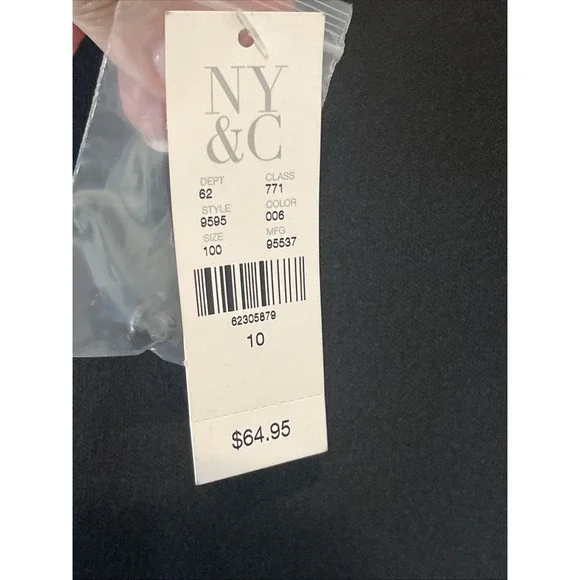 NY
&C
DEPT CLASS
62 771
STYLE COLOR
9595 006
SIZE MFG
100 95537
62305879
10
$64.95